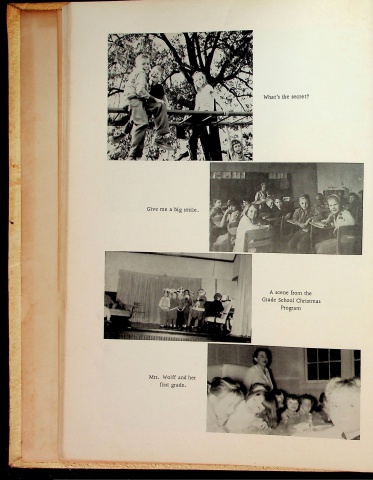 What's the secret?
Give me a big smile.
A scene from the
Grade School Christmas
Program
Mrs. Wolff and her
first grade.